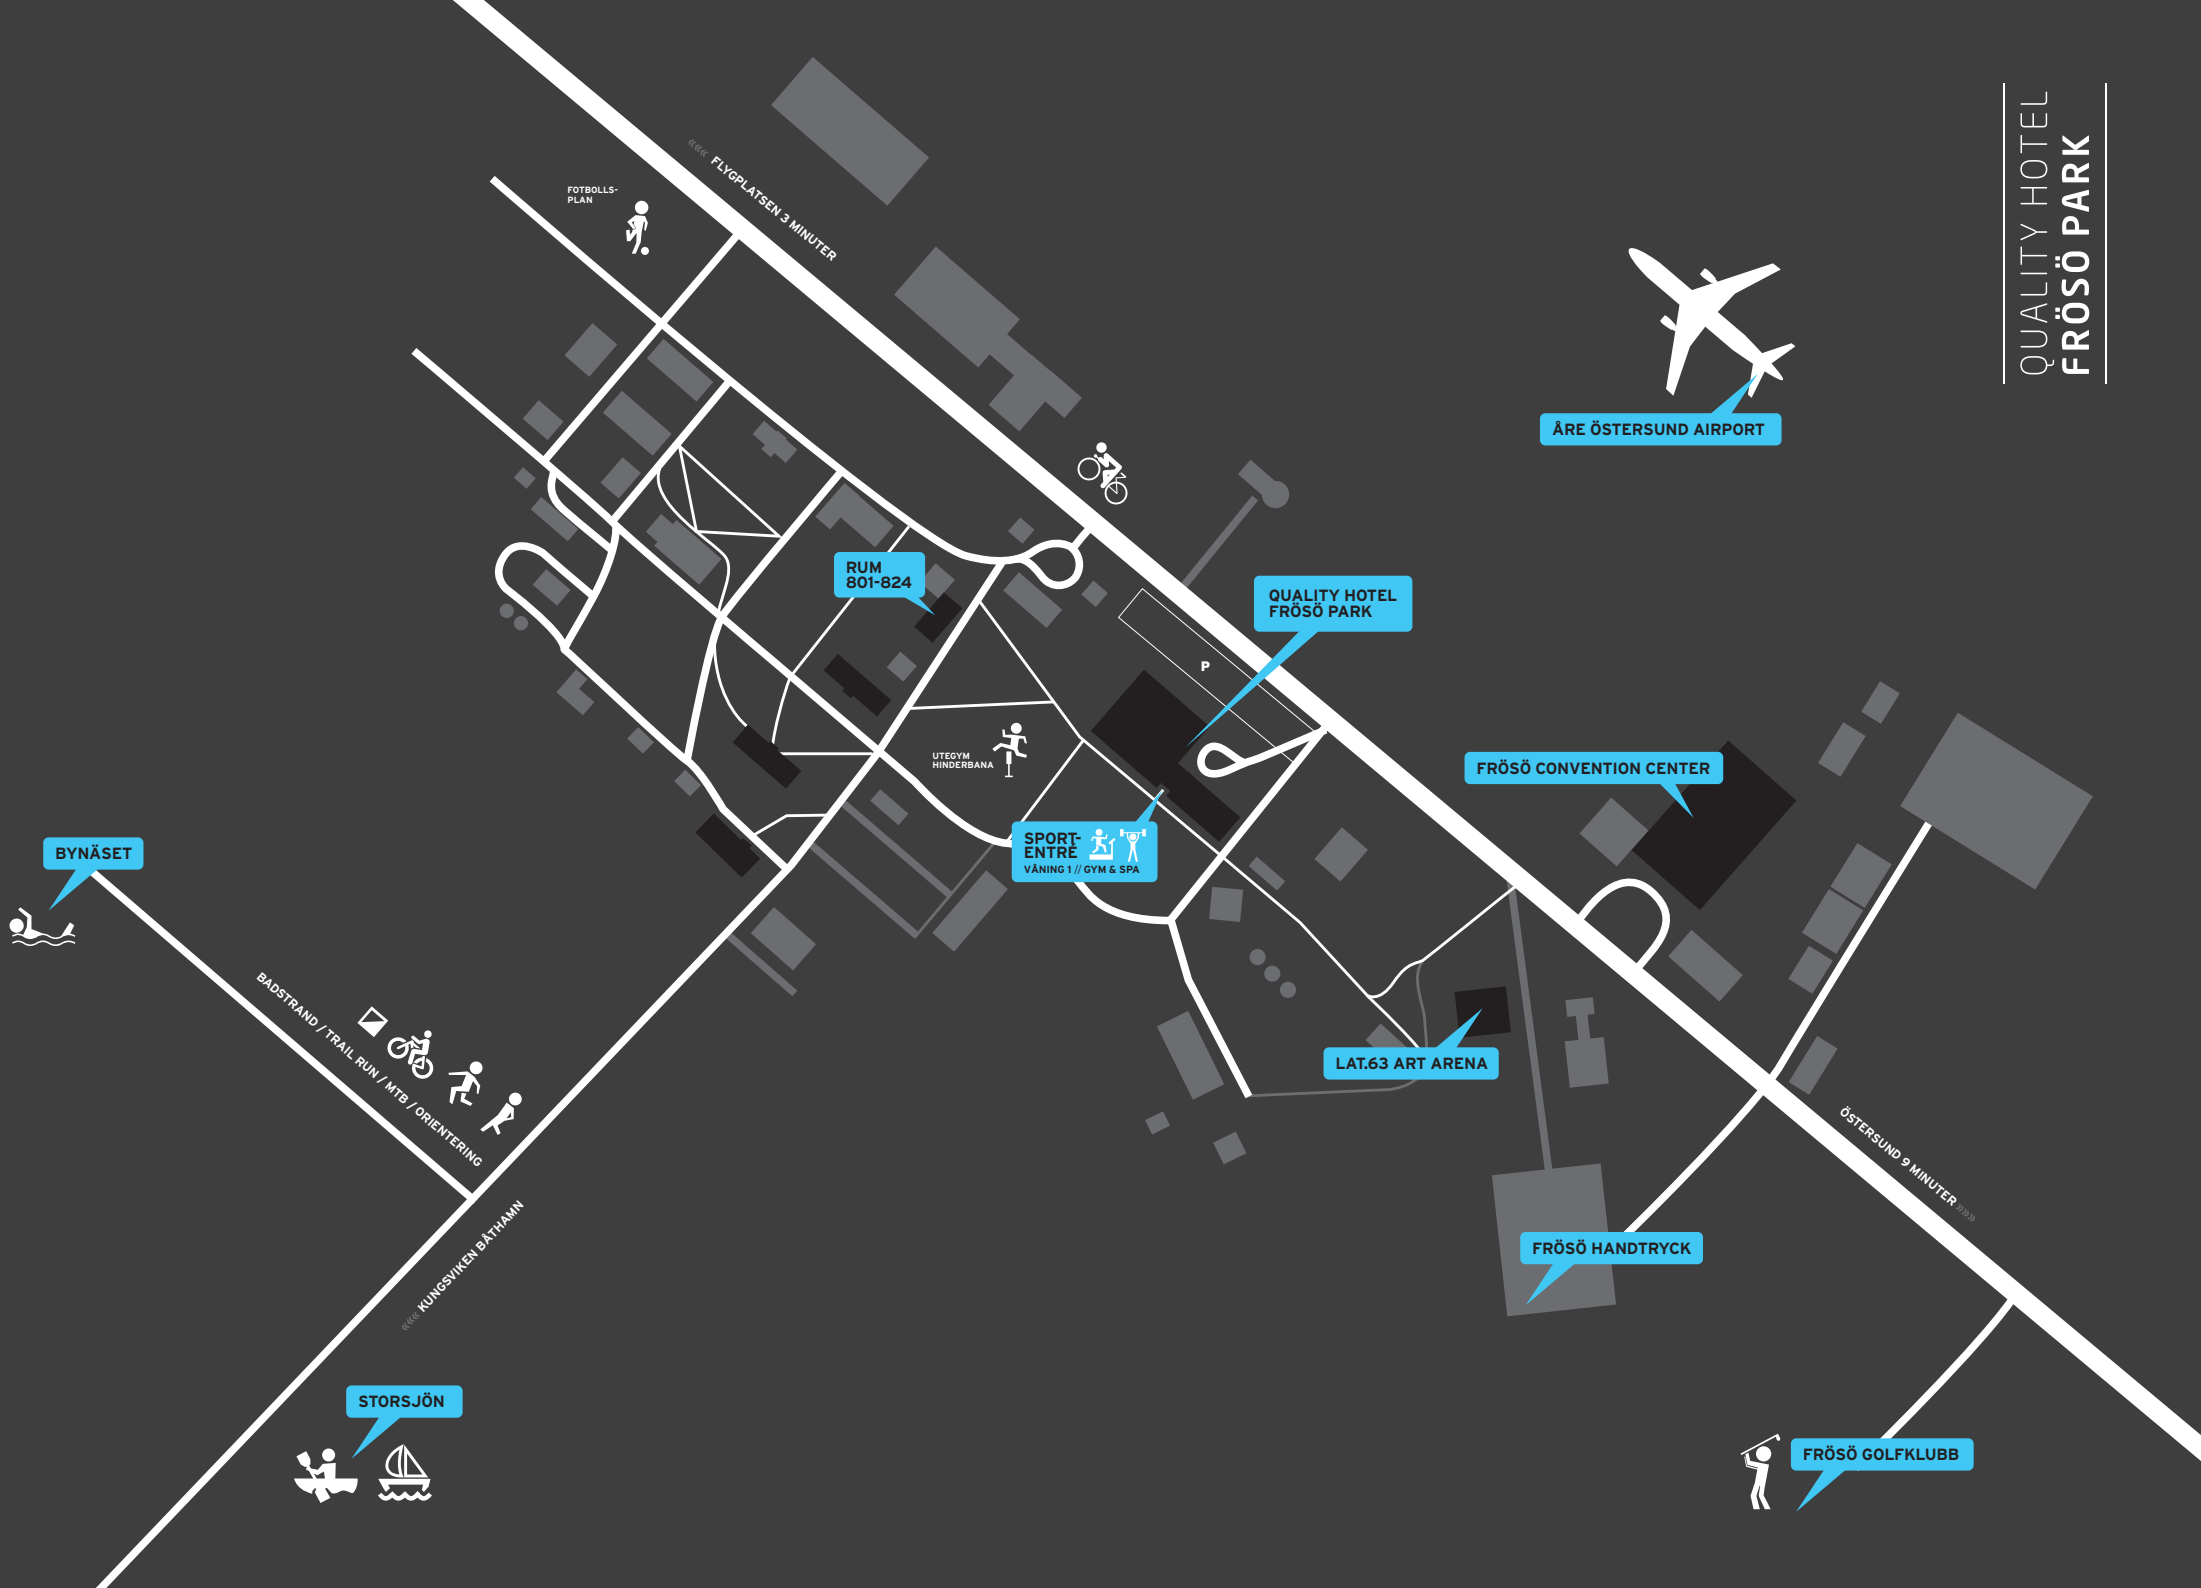 QUALITY HOTEL
FRÖSÖ PARK
««« FLYGPLATSEN 3 MINUTER
FOTBOLLS-
PLAN
ÅRE ÖSTERSUND AIRPORT
RUM
801-824
QUALITY HOTEL
FRÖSÖ PARK
P
UTEGYM
HINDERBANA
FRÖSÖ CONVENTION CENTER
SPORT-
ENTRÉ
VÅNING 1 // GYM & SPA
BYNÄSET
BADSTRAND / TRAIL RUN / MTB / ORIENTERING
LAT.63 ART ARENA
ÖSTERSUND 9 MINUTER »»»
FRÖSÖ HANDTRYCK
««« KUNGSVIKEN BÅTHAMN
STORSJÖN
FRÖSÖ GOLFKLUBB